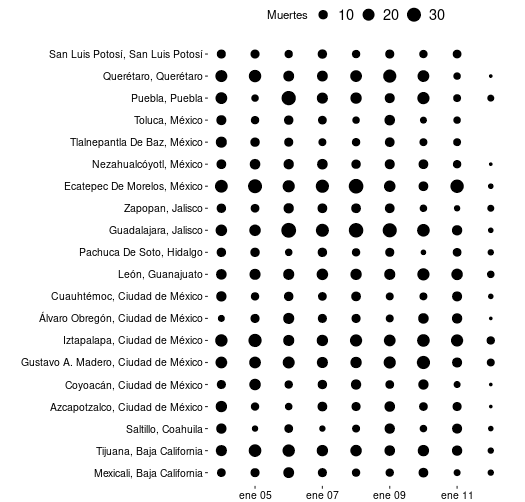 Muertes 10 20 30
San Luis Potosí, San Luis Potosí
Querétaro, Querétaro
Puebla, Puebla
Toluca, México
Tlalnepantla De Baz, México
Nezahualcóyotl, México
Ecatepec De Morelos, México
Zapopan, Jalisco
Guadalajara, Jalisco
Pachuca De Soto, Hidalgo
León, Guanajuato
Cuauhtémoc, Ciudad de México
Álvaro Obregón, Ciudad de México
Iztapalapa, Ciudad de México
Gustavo A. Madero, Ciudad de México
Coyoacán, Ciudad de México
Azcapotzalco, Ciudad de México
Saltillo, Coahuila
Tijuana, Baja California
Mexicali, Baja California
ene 05 ene 07 ene 09 ene 11